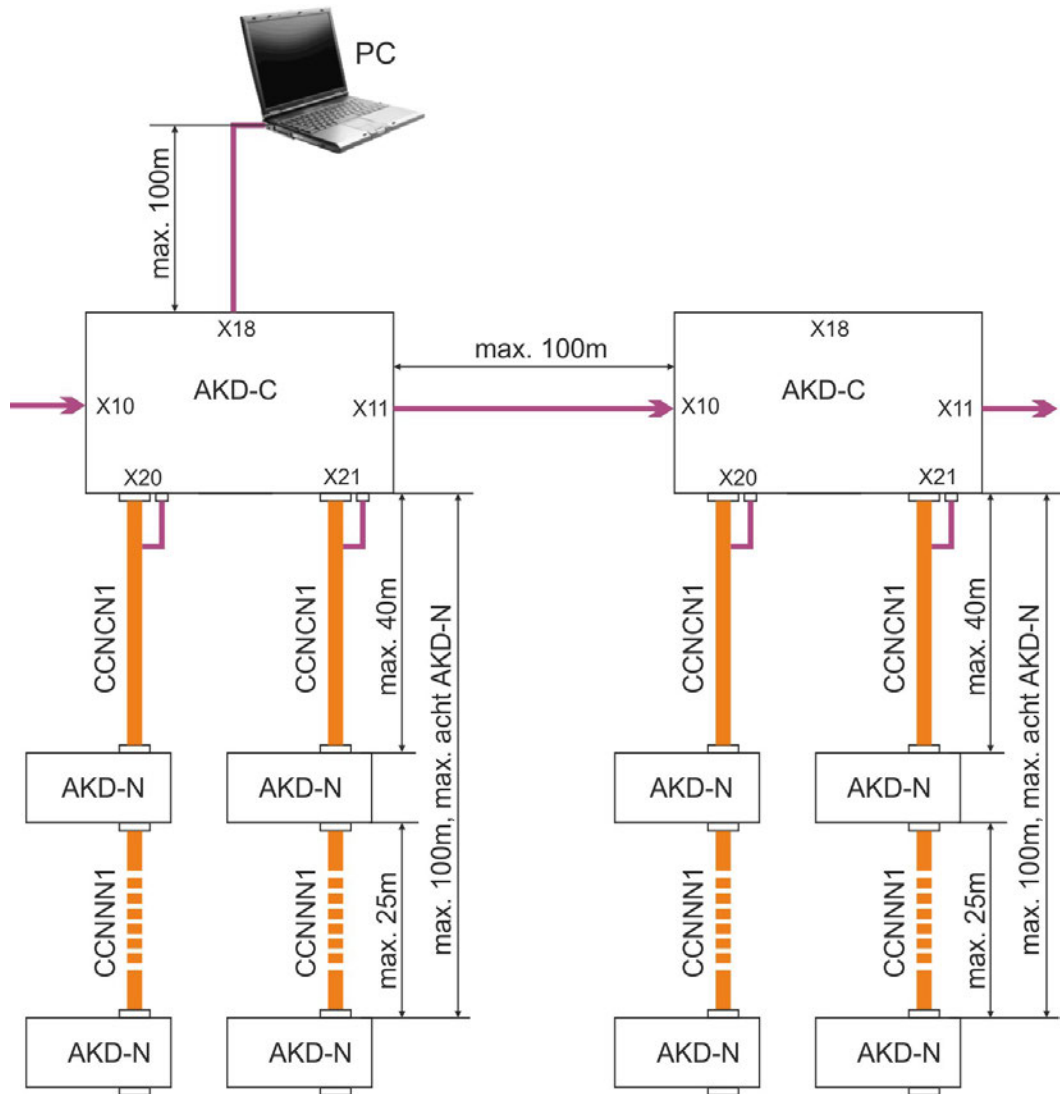 PC
max. 100m
X18
AKD-C
X10
X11
X20
X21
max. 100m
X18
AKD-C
X10
X11
X20
X21
CCNCN1
CCNCN1
max. 40m
max. 100m, max. acht AKD-N
CCNCN1
CCNCN1
max. 40m
max. 100m, max. acht AKD-N
AKD-N
AKD-N
AKD-N
AKD-N
CCNNN1
CCNNN1
max. 25m
CCNNN1
CCNNN1
max. 25m
AKD-N
AKD-N
AKD-N
AKD-N